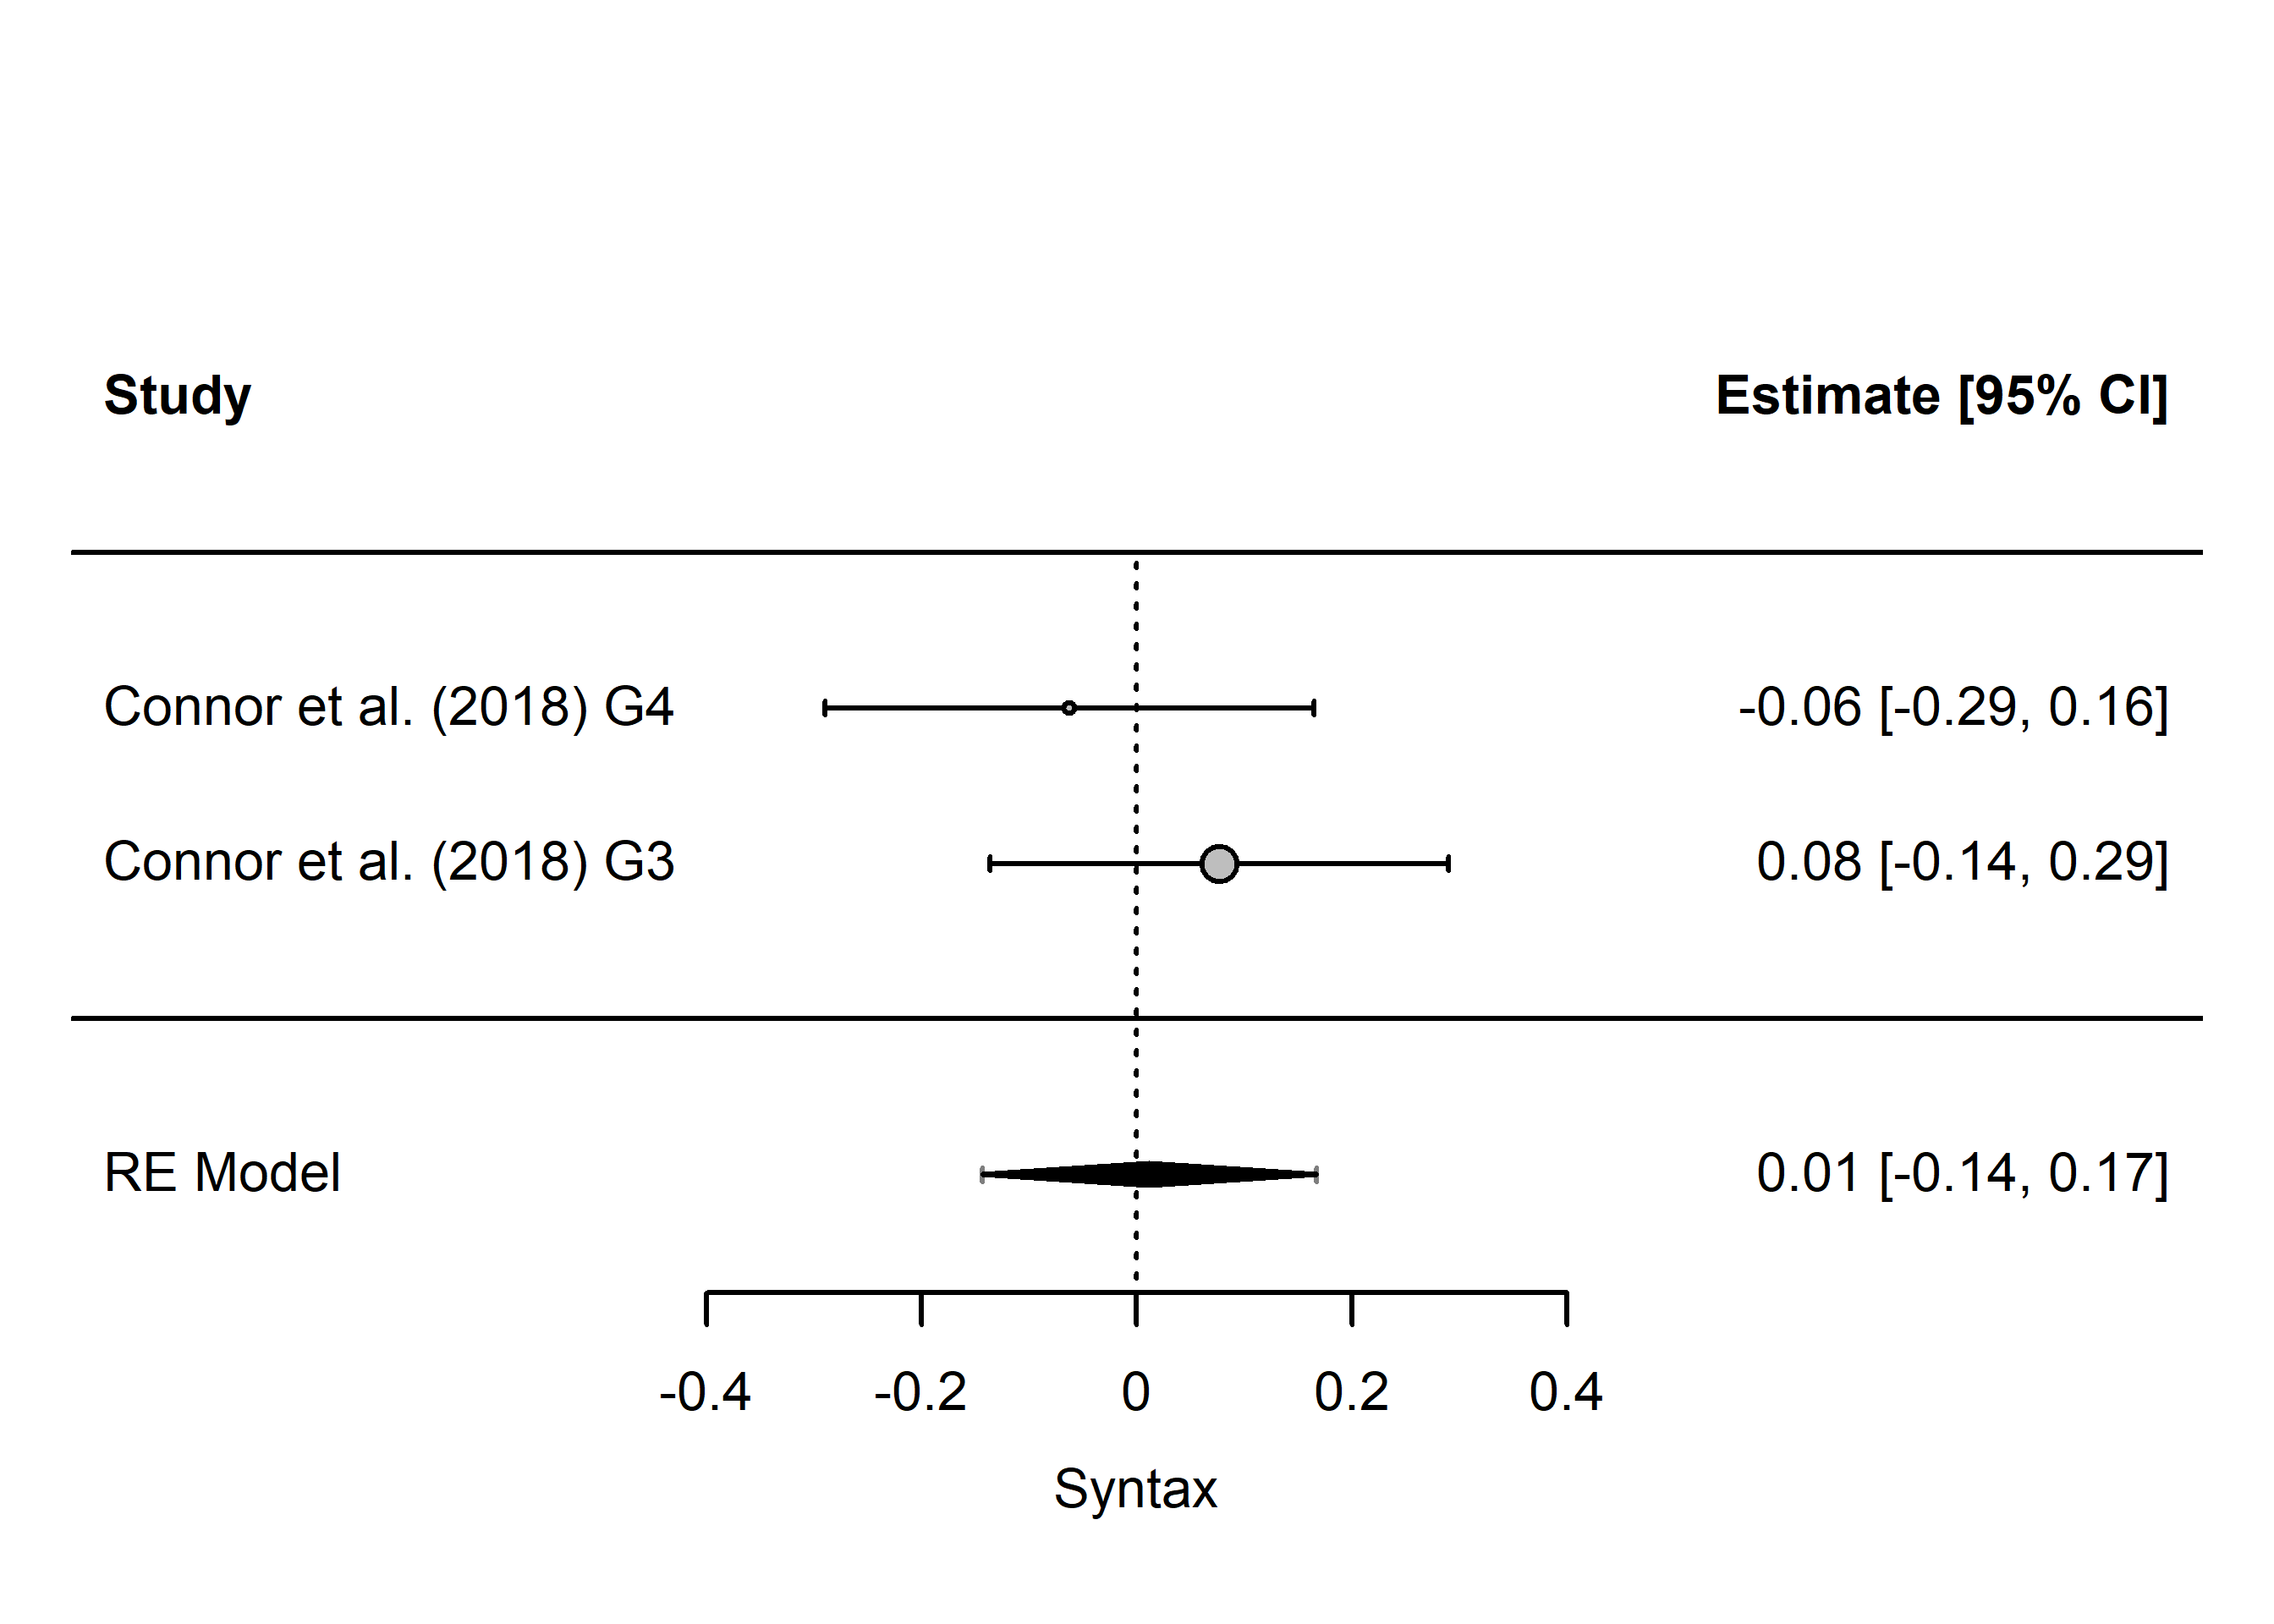 Study Estimate [95% CI]
Connor et al. (2018) G4 -0.06 [-0.29, 0.16]
Connor et al. (2018) G3 0.08 [-0.14, 0.29]
RE Model 0.01 [-0.14, 0.17]
-0.4 -0.2 0 0.2 0.4
Syntax